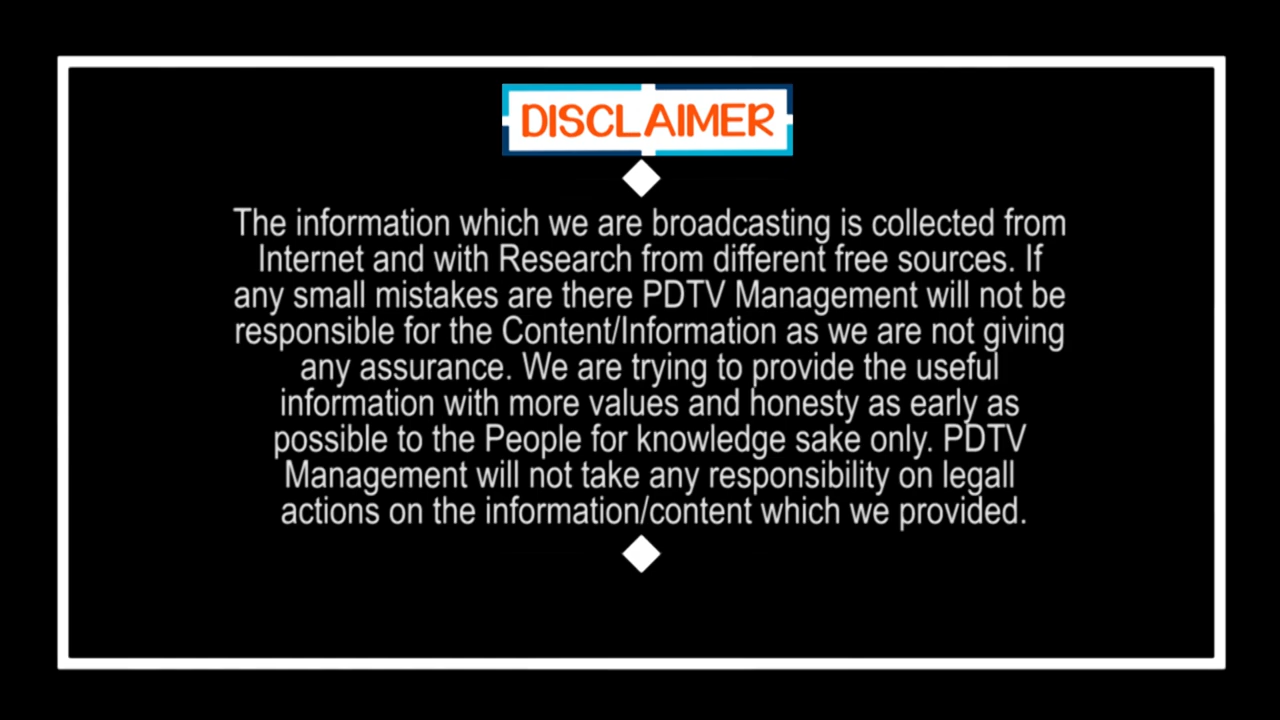 DISCLAIMER
The information which we are broadcasting is collected from
Internet and with Research from different free sources. If
any small mistakes are there PDTV Management will not be
responsible for the Content/Information as we are not giving
any assurance. We are trying to provide the useful
information with more values and honesty as early as
possible to the People for knowledge sake only. PDTV
Management will not take any responsibility on legall
actions on the information/content which we provided.